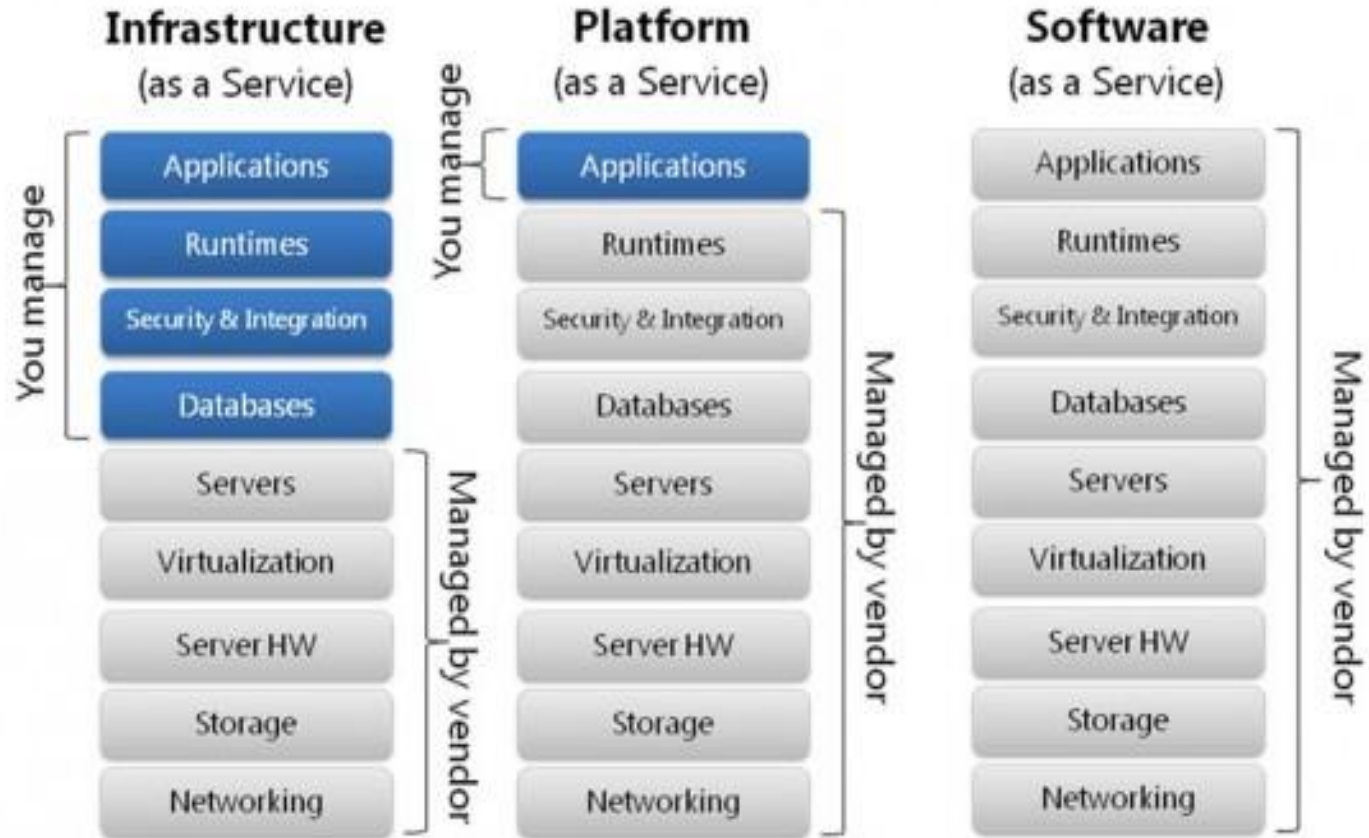 Infrastructure
(as a Service)
You manage
Applications
Runtimes
Security & Integration
Databases
Servers
Virtualization
Server HW
Storage
Networking
Managed by vendor
Platform
(as a Service)
You manage
Applications
Runtimes
Security & Integration
Databases
Servers
Virtualization
Server HW
Storage
Networking
Managed by vendor
Software
(as a Service)
Applications
Runtimes
Security & Integration
Databases
Servers
Virtualization
Server HW
Storage
Networking
Managed by vendor